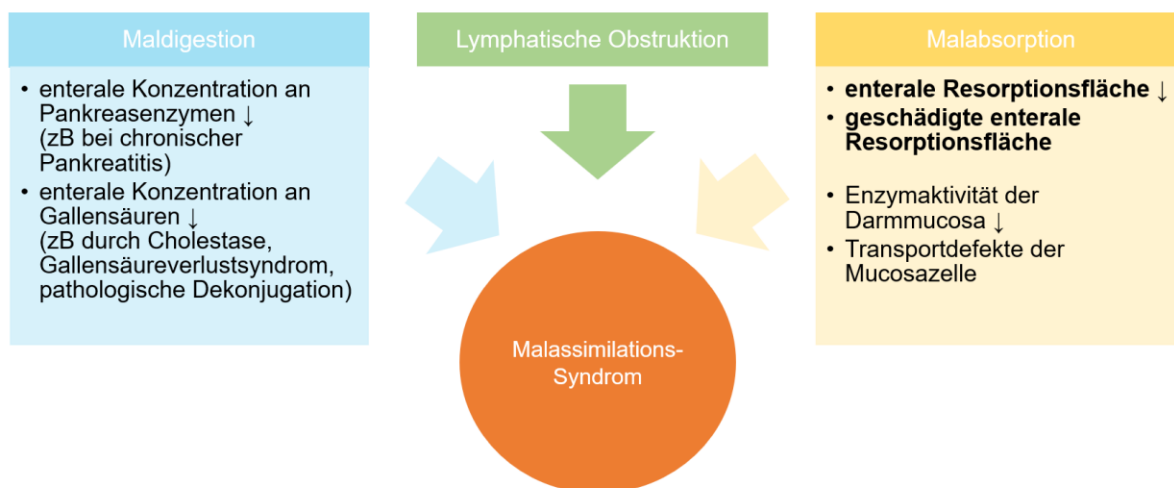 Maldigestion
• enterale Konzentration an
Pankreasenzymen ↓
(zB bei chronischer
Pankreatitis)
• enterale Konzentration an
Gallensäuren ↓
(zB durch Cholestase,
Gallensäureverlustsyndrom,
pathologische Dekonjugation)
Lymphatische Obstruktion
Malabsorption
• enterale Resorptionsfläche ↓
• geschädigte enterale
Resorptionsfläche
• Enzymaktivität der
Darmmucosa ↓
• Transportdefekte der
Mucosazelle
Malassimilations-
Syndrom